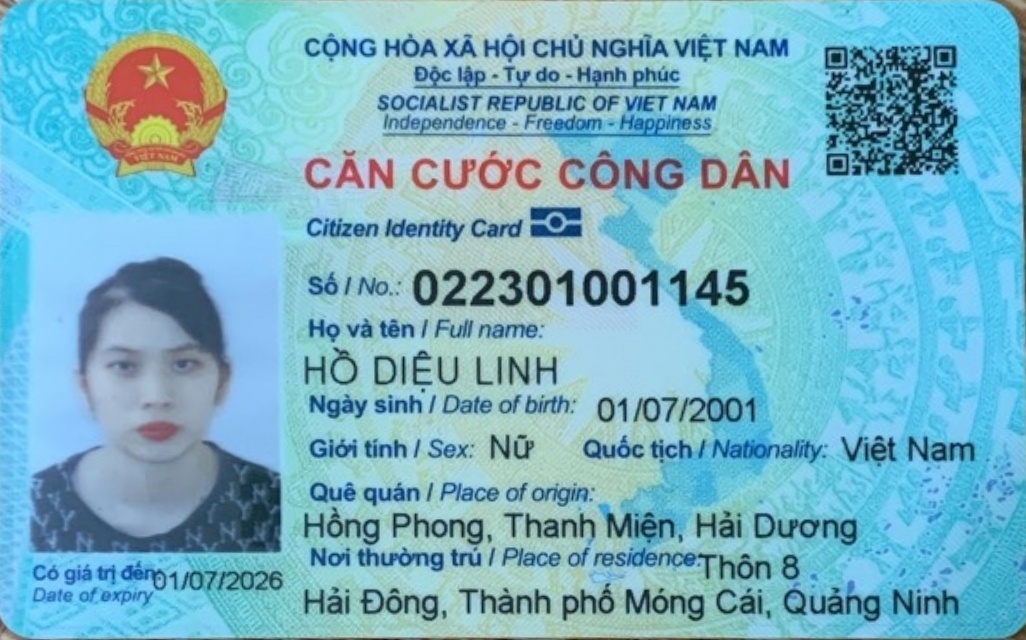 CỘNG HÒA XÃ HỘI CHỦ NGHĨA VIỆT NAM
Độc lập - Tự do - Hạnh phúc
SOCIALIST REPUBLIC OF VIET NAM
Independence - Freedom - Happiness
CĂN CƯỚC CÔNG DÂN
Citizen Identity Card
Số / No.: 022301001145
Họ và tên / Full name:
HỒ DIỆU LINH
Ngày sinh / Date of birth: 01/07/2001
Giới tính / Sex: Nữ Quốc tịch / Nationality: Việt Nam
Quê quán / Place of origin:
Hồng Phong, Thanh Miện, Hải Dương
Nơi thường trú / Place of residence: Thôn 8
Hải Đông, Thành phố Móng Cái, Quảng Ninh
Có giá trị đến: 01/07/2026
Date of expiry
VIỆT NAM